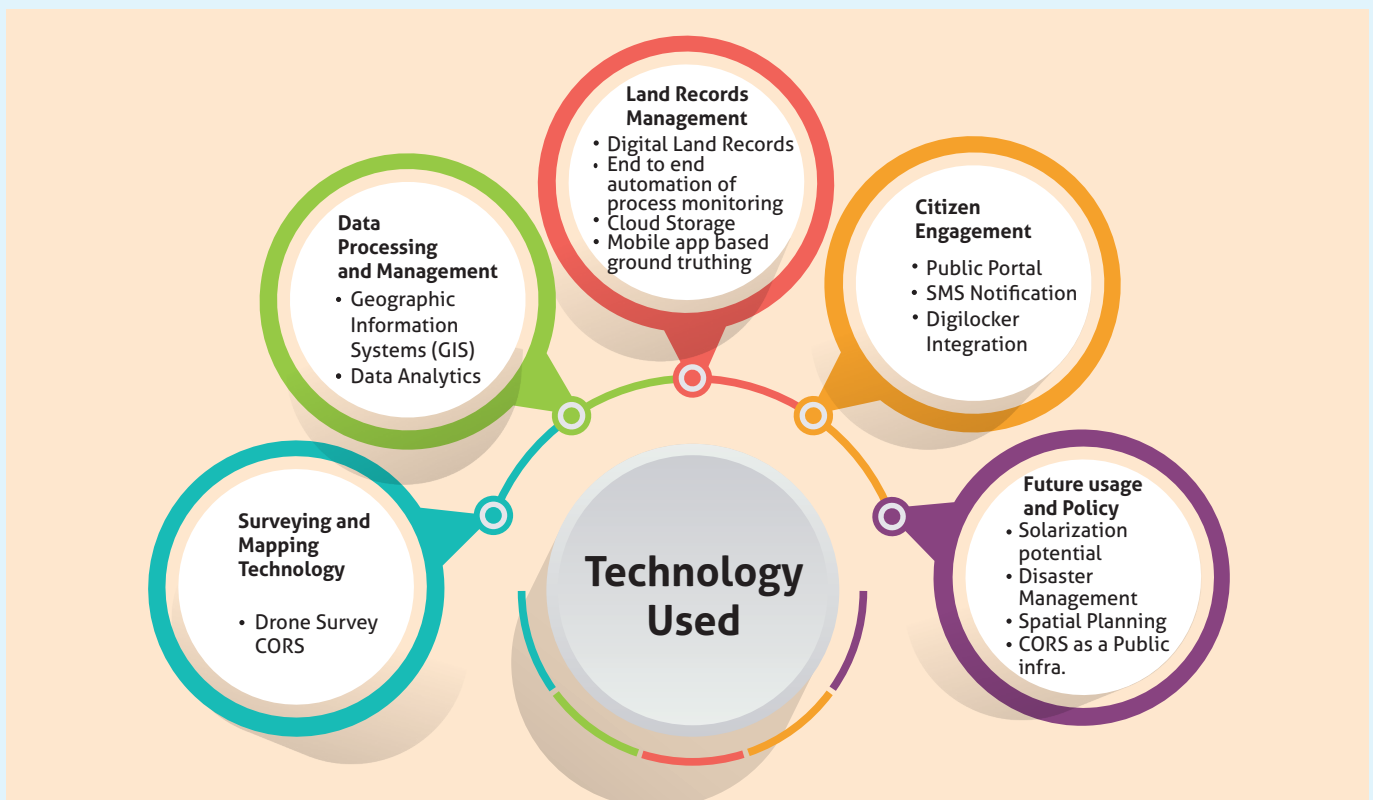 Land Records
Management
• Digital Land Records
• End to end
automation of
process monitoring
• Cloud Storage
• Mobile app based
ground truthing
Data
Processing
and Management
• Geographic
Information
Systems (GIS)
• Data Analytics
Citizen
Engagement
• Public Portal
• SMS Notification
• Digilocker
Integration
Surveying and
Mapping
Technology
• Drone Survey
CORS
Technology
Used
Future usage
and Policy
• Solarization
potential
• Disaster
Management
• Spatial Planning
• CORS as a Public
infra.